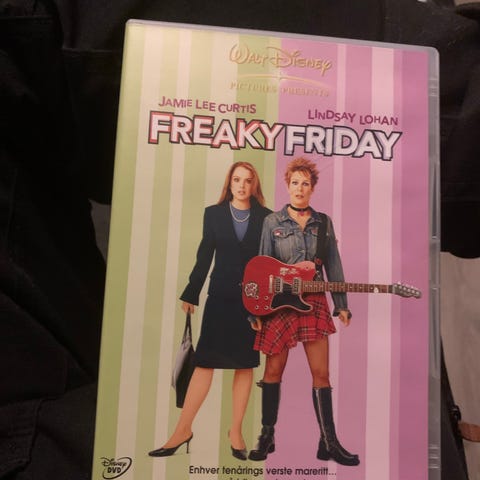 WALT DISNEY
PICTURES PRESENTS
JAMIE LEE CURTIS LINDSAY LOHAN
FREAKY FRIDAY
Disney
DVD
Enhver tenårings verste mareritt...